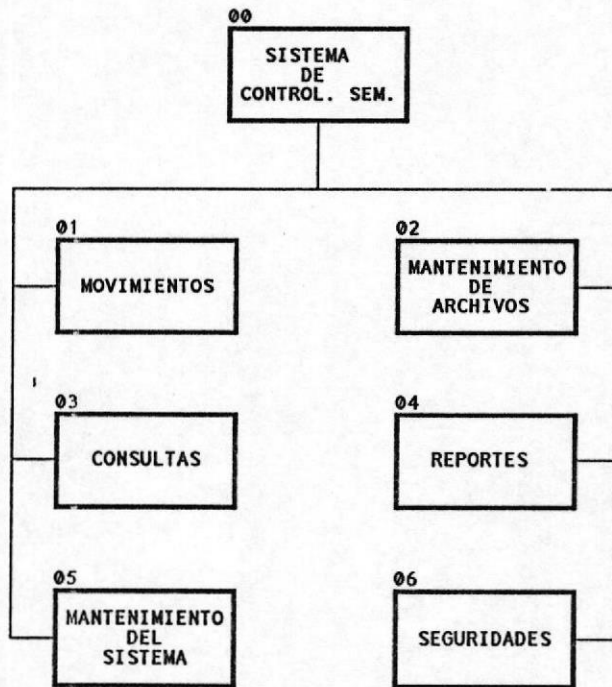 00
SISTEMA
DE
CONTROL. SEM.
01
MOVIMIENTOS
02
MANTENIMIENTO
DE
ARCHIVOS
03
CONSULTAS
04
REPORTES
05
MANTENIMIENTO
DEL
SISTEMA
06
SEGURIDADES